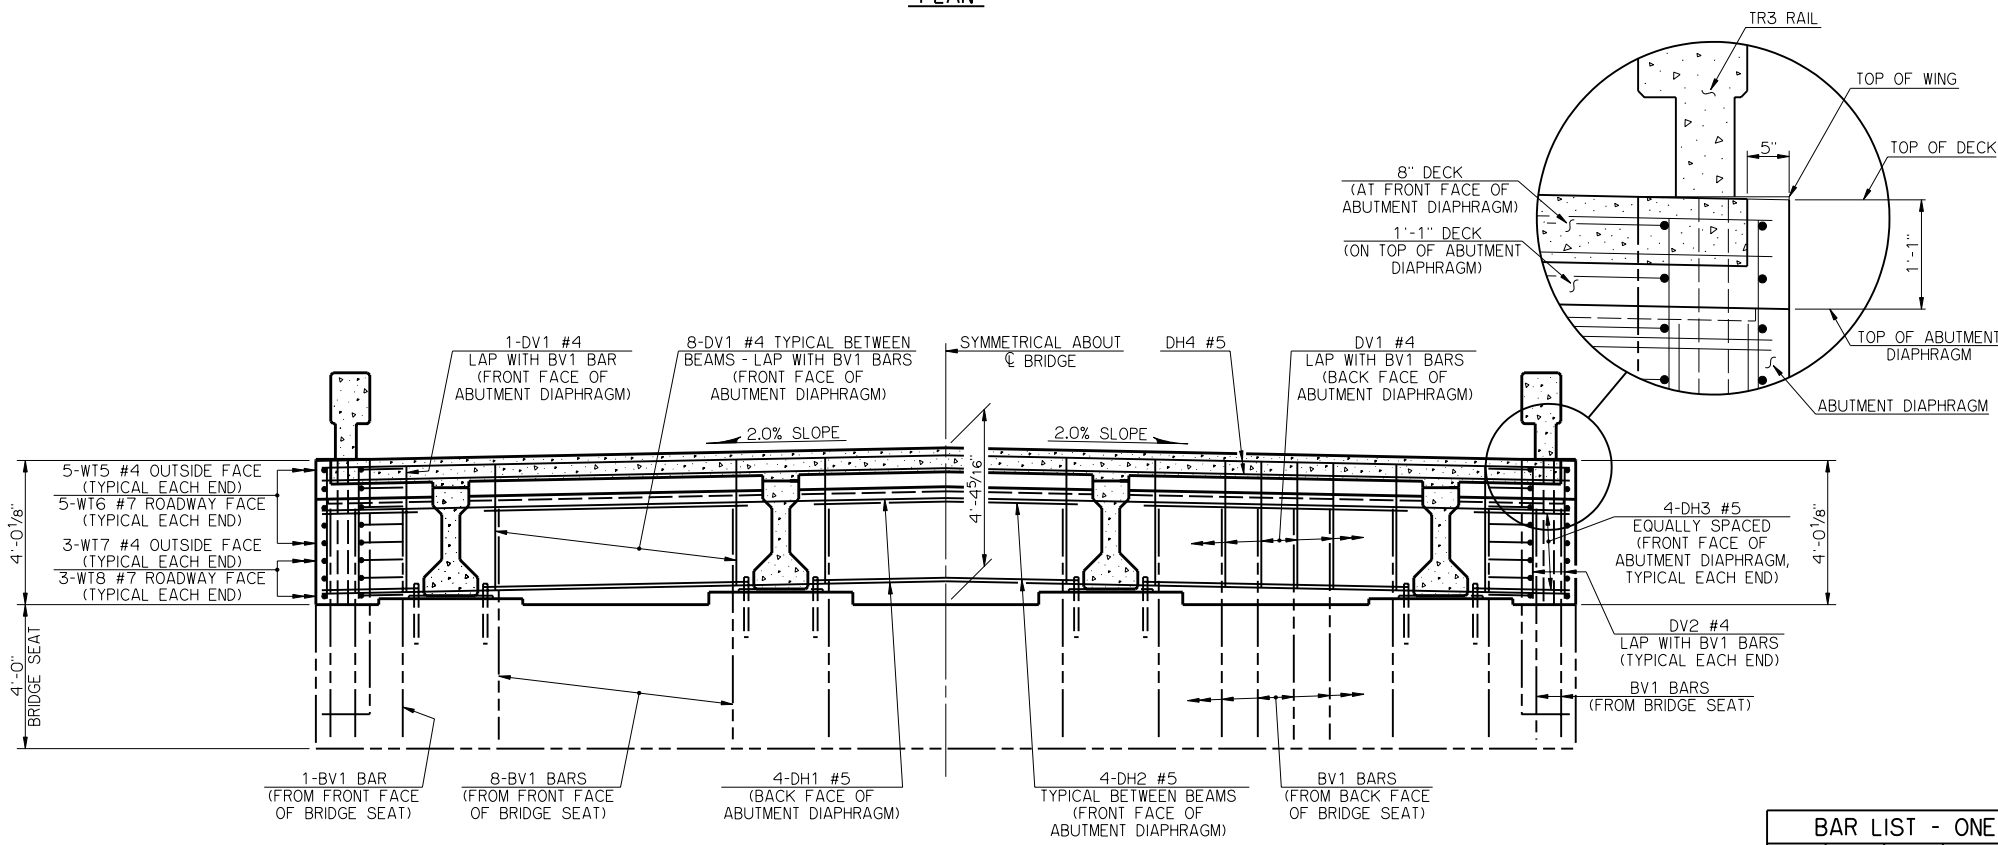 PLAN
TR3 RAIL
TOP OF WING
5"
TOP OF DECK
8" DECK
(AT FRONT FACE OF
ABUTMENT DIAPHRAGM)
1'-1" DECK
(ON TOP OF ABUTMENT
DIAPHRAGM)
1'-1"
TOP OF ABUTMENT
DIAPHRAGM
ABUTMENT DIAPHRAGM
1-DV1 #4
LAP WITH BV1 BAR
(FRONT FACE OF
ABUTMENT DIAPHRAGM)
8-DV1 #4 TYPICAL BETWEEN
BEAMS - LAP WITH BV1 BARS
(FRONT FACE OF
ABUTMENT DIAPHRAGM)
SYMMETRICAL ABOUT
℄ BRIDGE
DH4 #5
DV1 #4
LAP WITH BV1 BARS
(BACK FACE OF
ABUTMENT DIAPHRAGM)
2.0% SLOPE
2.0% SLOPE
4'-4 5/16"
5-WT5 #4 OUTSIDE FACE
(TYPICAL EACH END)
5-WT6 #7 ROADWAY FACE
(TYPICAL EACH END)
3-WT7 #4 OUTSIDE FACE
(TYPICAL EACH END)
3-WT8 #7 ROADWAY FACE
(TYPICAL EACH END)
4'-0 1/8"
4'-0"
BRIDGE SEAT
4-DH3 #5
EQUALLY SPACED
(FRONT FACE OF
ABUTMENT DIAPHRAGM,
TYPICAL EACH END)
4'-0 1/8"
DV2 #4
LAP WITH BV1 BARS
(TYPICAL EACH END)
BV1 BARS
(FROM BRIDGE SEAT)
1-BV1 BAR
(FROM FRONT FACE
OF BRIDGE SEAT)
8-BV1 BARS
(FROM FRONT FACE
OF BRIDGE SEAT)
4-DH1 #5
(BACK FACE OF
ABUTMENT DIAPHRAGM)
4-DH2 #5
TYPICAL BETWEEN BEAMS
(FRONT FACE OF
ABUTMENT DIAPHRAGM)
BV1 BARS
(FROM BACK FACE
OF BRIDGE SEAT)
BAR LIST - ONE